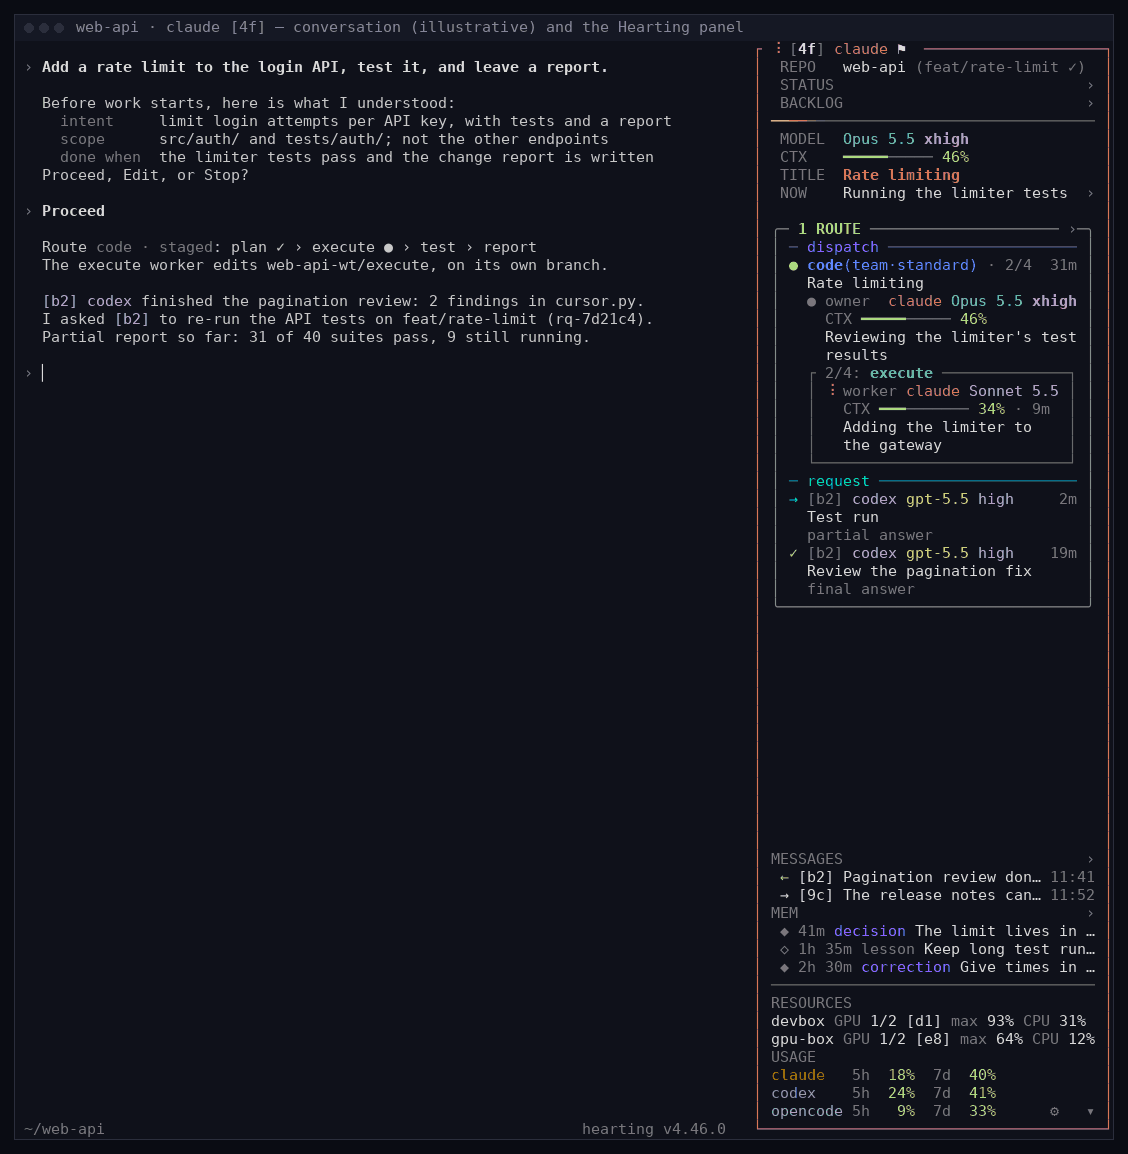 web-api · claude [4f] — conversation (illustrative) and the Hearting panel
› Add a rate limit to the login API, test it, and leave a report.
Before work starts, here is what I understood:
intent limit login attempts per API key, with tests and a report
scope src/auth/ and tests/auth/; not the other endpoints
done when the limiter tests pass and the change report is written
Proceed, Edit, or Stop?
› Proceed
Route code · staged: plan ✓ › execute ● › test › report
The execute worker edits web-api-wt/execute, on its own branch.
[b2] codex finished the pagination review: 2 findings in cursor.py.
I asked [b2] to re-run the API tests on feat/rate-limit (rq-7d21c4).
Partial report so far: 31 of 40 suites pass, 9 still running.
›
~/web-api hearting v4.46.0
[4f] claude ⚑
REPO web-api (feat/rate-limit ✓)
STATUS ›
BACKLOG ›
MODEL Opus 5.5 xhigh
CTX 46%
TITLE Rate limiting
NOW Running the limiter tests ›
1 ROUTE ›
dispatch
● code(team·standard) · 2/4 31m
Rate limiting
● owner claude Opus 5.5 xhigh
CTX 46%
Reviewing the limiter's test
results
2/4: execute
worker claude Sonnet 5.5
CTX 34% · 9m
Adding the limiter to
the gateway
request
→ [b2] codex gpt-5.5 high 2m
Test run
partial answer
✓ [b2] codex gpt-5.5 high 19m
Review the pagination fix
final answer
MESSAGES ›
← [b2] Pagination review don… 11:41
→ [9c] The release notes can… 11:52
MEM ›
◆ 41m decision The limit lives in …
◇ 1h 35m lesson Keep long test run…
◆ 2h 30m correction Give times in …
RESOURCES
devbox GPU 1/2 [d1] max 93% CPU 31%
gpu-box GPU 1/2 [e8] max 64% CPU 12%
USAGE
claude 5h 18% 7d 40%
codex 5h 24% 7d 41%
opencode 5h 9% 7d 33% ⚙ ▾